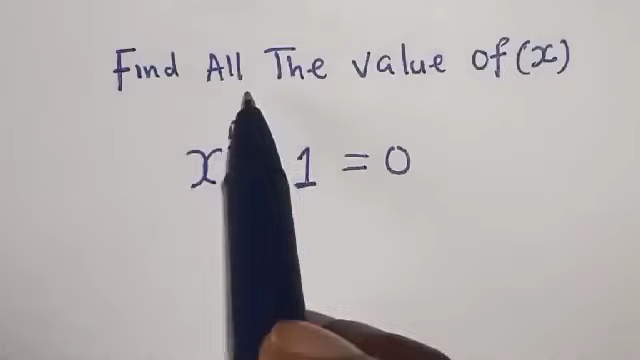 Find All The value of (x)
x 1 = 0